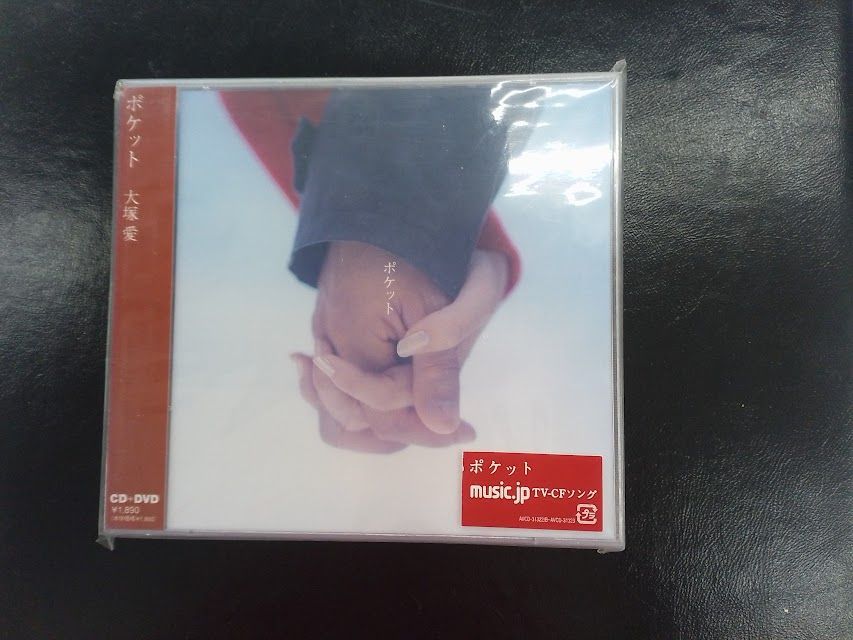 ポケット 大塚 愛
CD+DVD
¥1,890
ポケット
ポケット
music.jp TV-CFソング